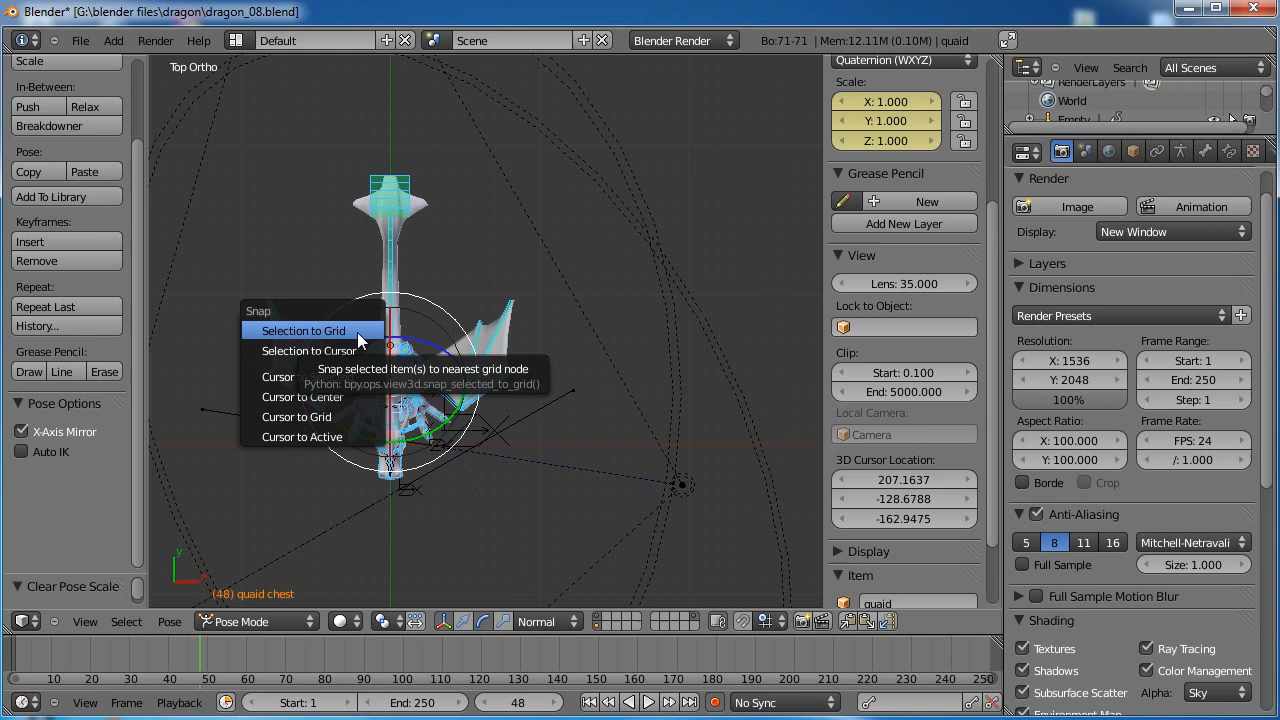 Blender* [G:\blender files\dragon\dragon_08.blend]
File Add Render Help Default Scene Blender Render Bo:71-71 | Mem:12.11M (0.10M) | quaid
View Search All Scenes
RenderLayers
World
Empty
Scale
In-Between:
Push Relax
Breakdowner
Pose:
Copy Paste
Add To Library
Keyframes:
Insert
Remove
Repeat:
Repeat Last
History...
Grease Pencil:
Draw Line Erase
Pose Options
X-Axis Mirror
Auto IK
Clear Pose Scale
Top Ortho
Snap
Selection to Grid
Selection to Cursor
Snap selected item(s) to nearest grid node
Cursor
Python: bpy.ops.view3d.snap_selected_to_grid()
Cursor to Center
Cursor to Grid
Cursor to Active
y
(48) quaid chest
View Select Pose Pose Mode Normal
Quaternion (WXYZ)
Scale:
X: 1.000
Y: 1.000
Z: 1.000
Grease Pencil
New
Add New Layer
View
Lens: 35.000
Lock to Object:
Clip:
Start: 0.100
End: 5000.000
Local Camera:
Camera
3D Cursor Location:
207.1637
-128.6788
-162.9475
Display
Item
quaid
Render
Image Animation
Display: New Window
Layers
Dimensions
Render Presets
Resolution: Frame Range:
X: 1536 Start: 1
Y: 2048 End: 250
100% Step: 1
Aspect Ratio: Frame Rate:
X: 100.000 FPS: 24
Y: 100.000 /: 1.000
Borde Crop
Anti-Aliasing
5 8 11 16 Mitchell-Netravali
Full Sample Size: 1.000
Full Sample Motion Blur
Shading
Textures Ray Tracing
Shadows Color Management
Subsurface Scatter Alpha: Sky
Environment Map
10 20 30 40 50 60 70 80 90 100 110 120 130 140 150 160 170 180 190 200 210 220 230 240 250
View Frame Playback Start: 1 End: 250 48 No Sync